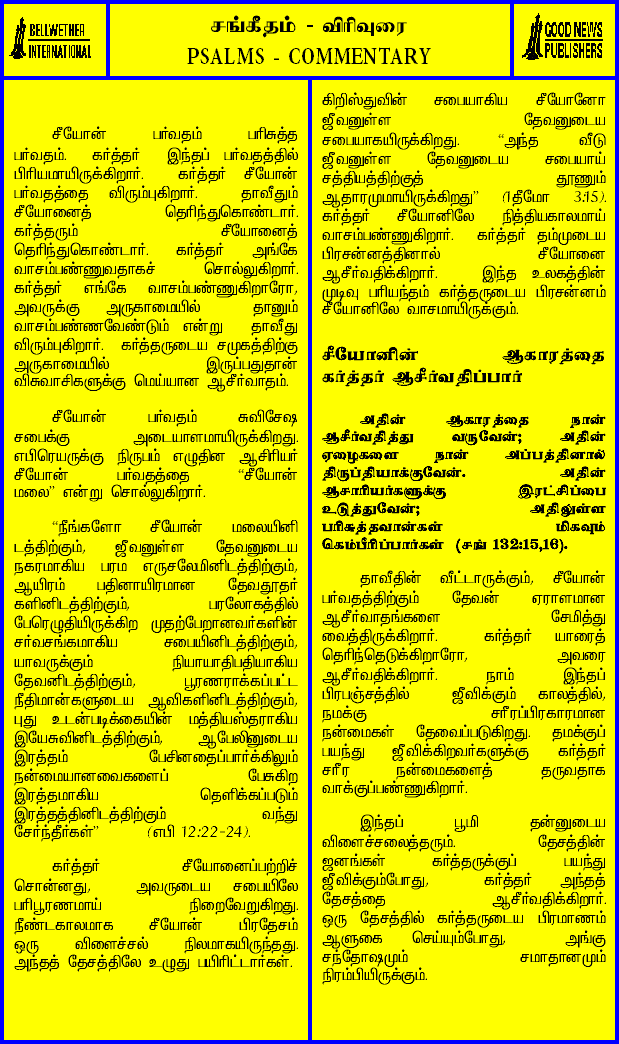 BELLWETHER
INTERNATIONAL
சங்கீதம் - விரிவுரை
PSALMS - COMMENTARY
GOOD NEWS
PUBLISHERS
சீயோன் பர்வதம் பரிசுத்த
பர்வதம். கர்த்தர் இந்தப் பர்வதத்தில்
பிரியமாயிருக்கிறார். கர்த்தர் சீயோன்
பர்வதத்தை விரும்புகிறார். தாவீதும்
சீயோனைத் தெரிந்துகொண்டார்.
கர்த்தரும் சீயோனைத்
தெரிந்துகொண்டார். கர்த்தர் அங்கே
வாசம்பண்ணுவதாகச் சொல்லுகிறார்.
கர்த்தர் எங்கே வாசம்பண்ணுகிறாரோ,
அவருக்கு அருகாமையில் தானும்
வாசம்பண்ணவேண்டும் என்று தாவீது
விரும்புகிறார். கர்த்தருடைய சமுகத்திற்கு
அருகாமையில் இருப்பதுதான்
விசுவாசிகளுக்கு மெய்யான ஆசீர்வாதம்.
சீயோன் பர்வதம் சுவிசேஷ
சபைக்கு அடையாளமாயிருக்கிறது.
எபிரெயருக்கு நிருபம் எழுதின ஆசிரியர்
சீயோன் பர்வதத்தை “சீயோன்
மலை” என்று சொல்லுகிறார்.
“நீங்களோ சீயோன் மலையினி
டத்திற்கும், ஜீவனுள்ள தேவனுடைய
நகரமாகிய பரம எருசலேமினிடத்திற்கும்,
ஆயிரம் பதினாயிரமான தேவதூதர்
களினிடத்திற்கும், பரலோகத்தில்
பேரெழுதியிருக்கிற முதற்பேறானவர்களின்
சர்வசங்கமாகிய சபையினிடத்திற்கும்,
யாவருக்கும் நியாயாதிபதியாகிய
தேவனிடத்திற்கும், பூரணராக்கப்பட்ட
நீதிமான்களுடைய ஆவிகளினிடத்திற்கும்,
புது உடன்படிக்கையின் மத்தியஸ்தராகிய
இயேசுவினிடத்திற்கும், ஆபேலினுடைய
இரத்தம் பேசினதைப்பார்க்கிலும்
நன்மையானவைகளைப் பேசுகிற
இரத்தமாகிய தெளிக்கப்படும்
இரத்தத்தினிடத்திற்கும் வந்து
சேர்ந்தீர்கள்” (எபி 12:22-24).
கர்த்தர் சீயோனைப்பற்றிச்
சொன்னது, அவருடைய சபையிலே
பரிபூரணமாய் நிறைவேறுகிறது.
நீண்டகாலமாக சீயோன் பிரதேசம்
ஒரு விளைச்சல் நிலமாகயிருந்தது.
அந்தத் தேசத்திலே உழுது பயிரிட்டார்கள்.
கிறிஸ்துவின் சபையாகிய சீயோனோ
ஜீவனுள்ள தேவனுடைய
சபையாகயிருக்கிறது. “அந்த வீடு
ஜீவனுள்ள தேவனுடைய சபையாய்
சத்தியத்திற்குத் தூணும்
ஆதாரமுமாயிருக்கிறது” (1தீமோ 3:15).
கர்த்தர் சீயோனிலே நித்தியகாலமாய்
வாசம்பண்ணுகிறார். கர்த்தர் தம்முடைய
பிரசன்னத்தினால் சீயோனை
ஆசீர்வதிக்கிறார். இந்த உலகத்தின்
முடிவு பரியந்தம் கர்த்தருடைய பிரசன்னம்
சீயோனிலே வாசமாயிருக்கும்.
சீயோனின் ஆகாரத்தை
கர்த்தர் ஆசீர்வதிப்பார்
அதின் ஆகாரத்தை நான்
ஆசீர்வதித்து வருவேன்; அதின்
ஏழைகளை நான் அப்பத்தினால்
திருப்தியாக்குவேன். அதின்
ஆசாரியர்களுக்கு இரட்சிப்பை
உடுத்துவேன்; அதிலுள்ள
பரிசுத்தவான்கள் மிகவும்
கெம்பீரிப்பார்கள் (சங் 132:15,16).
தாவீதின் வீட்டாருக்கும், சீயோன்
பர்வதத்திற்கும் தேவன் ஏராளமான
ஆசீர்வாதங்களை சேமித்து
வைத்திருக்கிறார். கர்த்தர் யாரைத்
தெரிந்தெடுக்கிறாரோ, அவரை
ஆசீர்வதிக்கிறார். நாம் இந்தப்
பிரபஞ்சத்தில் ஜீவிக்கும் காலத்தில்,
நமக்கு சரீரப்பிரகாரமான
நன்மைகள் தேவைப்படுகிறது. தமக்குப்
பயந்து ஜீவிக்கிறவர்களுக்கு கர்த்தர்
சரீர நன்மைகளைத் தருவதாக
வாக்குப்பண்ணுகிறார்.
இந்தப் பூமி தன்னுடைய
விளைச்சலைத்தரும். தேசத்தின்
ஜனங்கள் கர்த்தருக்குப் பயந்து
ஜீவிக்கும்போது, கர்த்தர் அந்தத்
தேசத்தை ஆசீர்வதிக்கிறார்.
ஒரு தேசத்தில் கர்த்தருடைய பிரமாணம்
ஆளுகை செய்யும்போது, அங்கு
சந்தோஷமும் சமாதானமும்
நிரம்பியிருக்கும்.